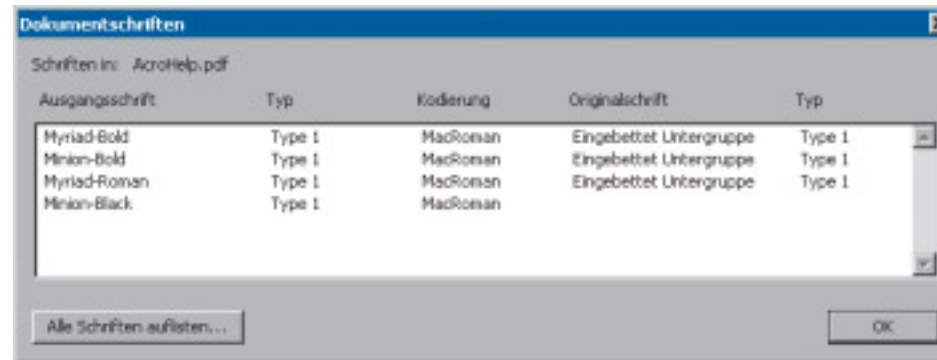 Dokumentschriften
Schriften in: AcroHelp.pdf
Ausgangsschrift Typ Kodierung Originalschrift Typ
Myriad-Bold Type 1 MacRoman Eingebettet Untergruppe Type 1
Minion-Bold Type 1 MacRoman Eingebettet Untergruppe Type 1
Myriad-Roman Type 1 MacRoman Eingebettet Untergruppe Type 1
Minion-Black Type 1 MacRoman
Alle Schriften auflisten... OK